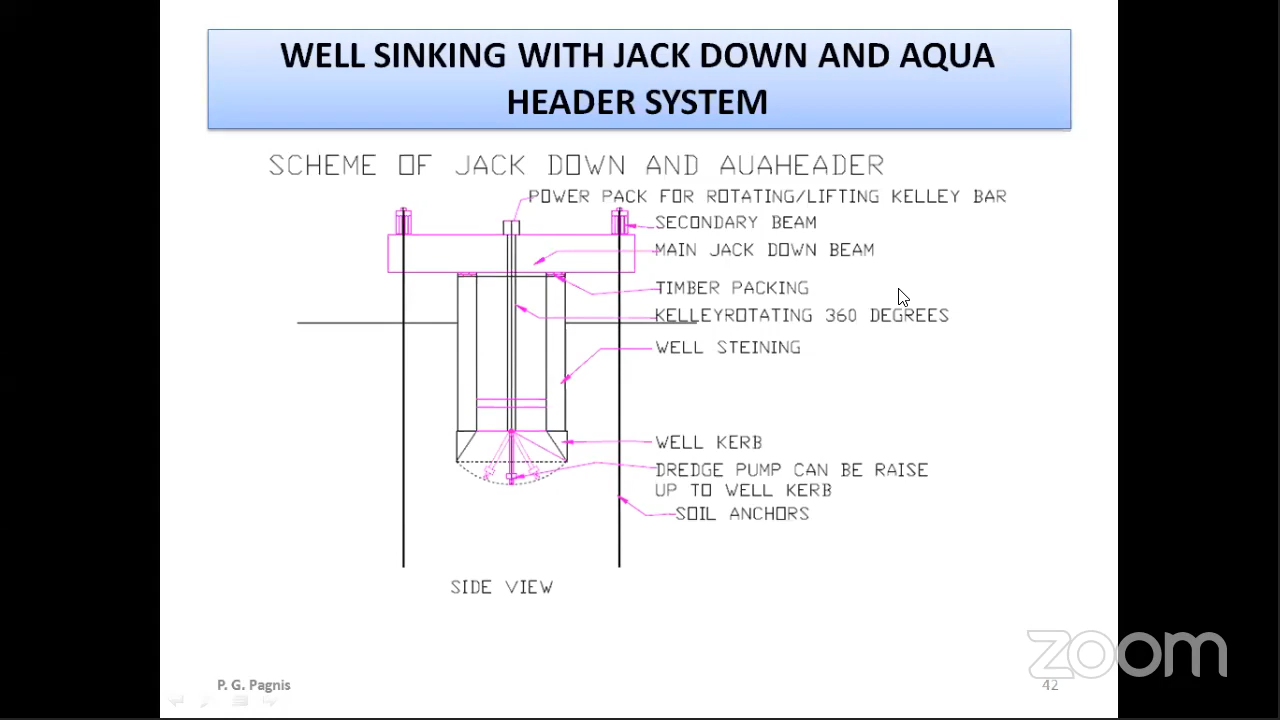 WELL SINKING WITH JACK DOWN AND AQUA
HEADER SYSTEM
SCHEME OF JACK DOWN AND AUAHEADER
POWER PACK FOR ROTATING/LIFTING KELLEY BAR
SECONDARY BEAM
MAIN JACK DOWN BEAM
TIMBER PACKING
KELLEYROTATING 360 DEGREES
WELL STEINING
WELL KERB
DREDGE PUMP CAN BE RAISE
UP TO WELL KERB
SOIL ANCHORS
SIDE VIEW
zoom
P. G. Pagnis
42